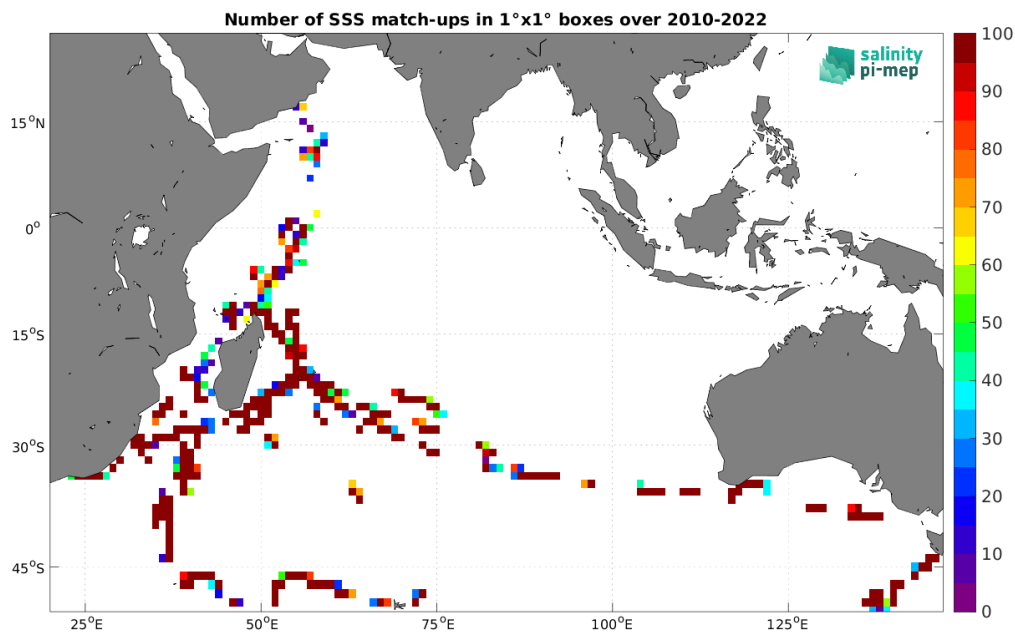 Number of SSS match-ups in 1°x1° boxes over 2010-2022
salinity
pi-mep
15°N
0°
15°S
30°S
45°S
25°E
50°E
75°E
100°E
125°E
100
90
80
70
60
50
40
30
20
10
0